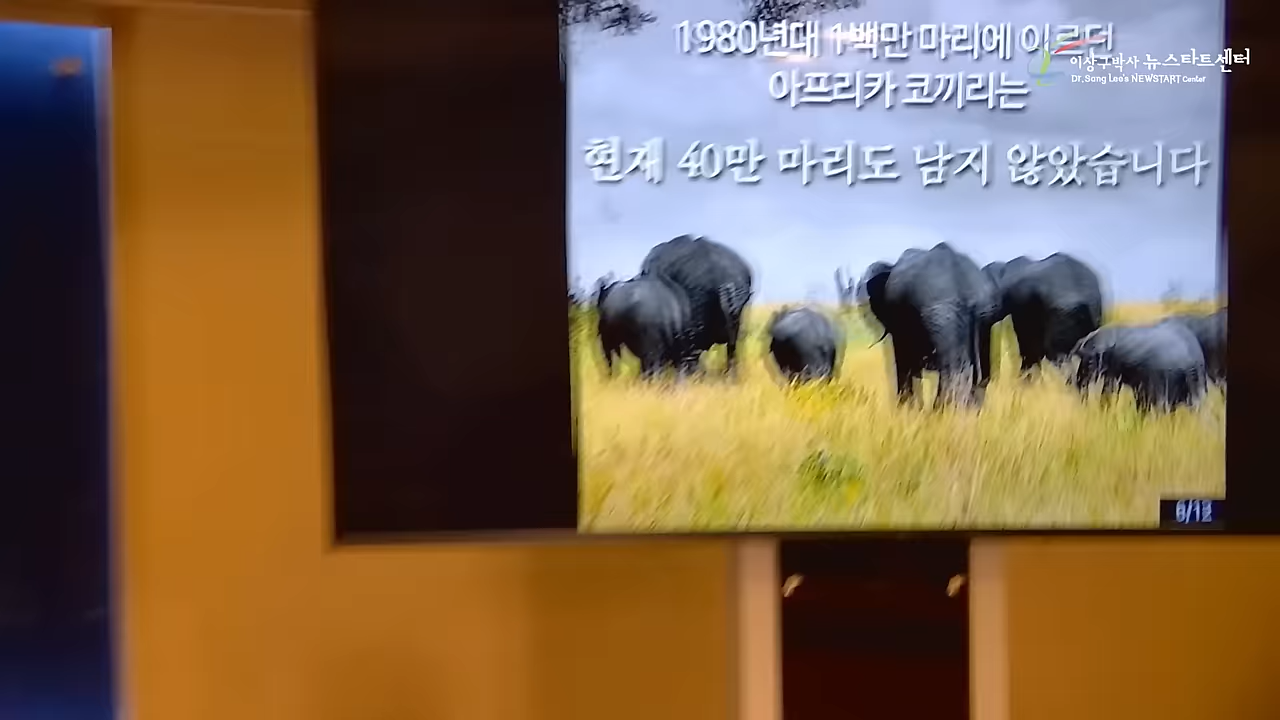 1980년대 1백만 마리에 이르던
아프리카 코끼리는
현재 40만 마리도 남지 않았습니다
이상구박사 뉴스타트센터
Dr. Sang Lee's NEWSTART Center
6/12